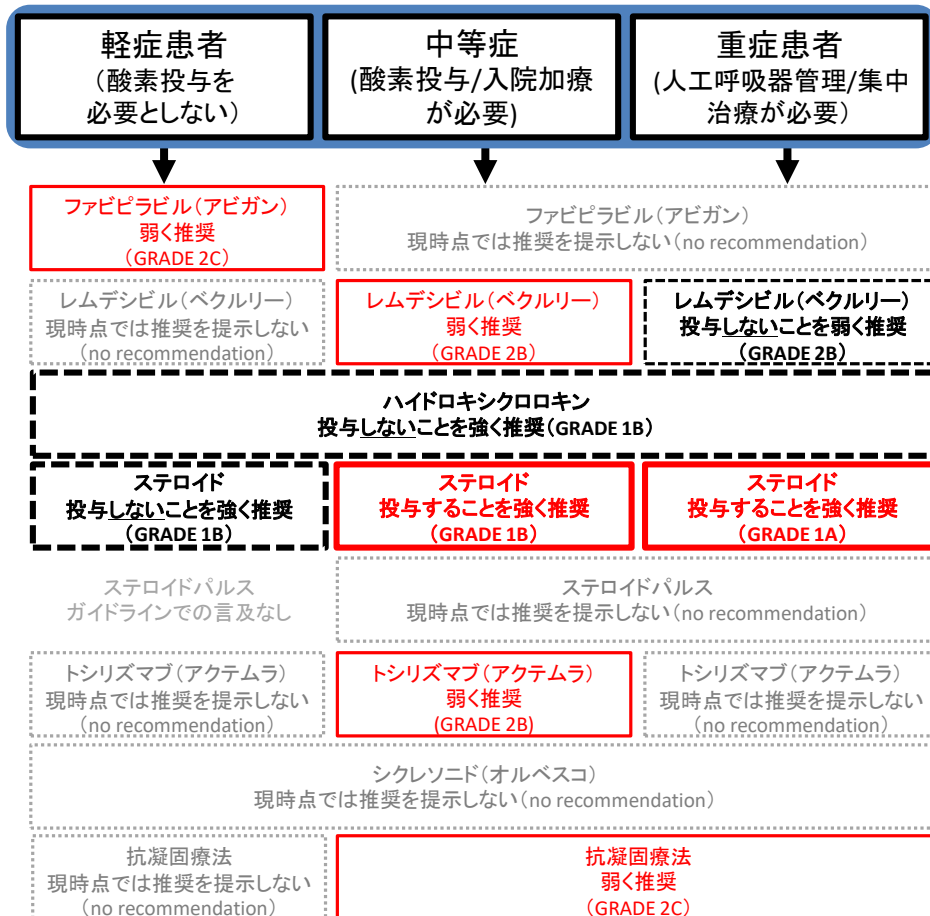 軽症患者
（酸素投与を
必要としない）
中等症
(酸素投与/入院加療
が必要)
重症患者
(人工呼吸器管理/集中
治療が必要）
ファビピラビル（アビガン）
弱く推奨
（GRADE 2C）
ファビピラビル（アビガン）
現時点では推奨を提示しない（no recommendation）
レムデシビル（ベクルリー）
現時点では推奨を提示しない
（no recommendation）
レムデシビル（ベクルリー）
弱く推奨
（GRADE 2B）
レムデシビル（ベクルリー）
投与しないことを弱く推奨
（GRADE 2B）
ハイドロキシクロロキン
投与しないことを強く推奨（GRADE 1B）
ステロイド
投与しないことを強く推奨
（GRADE 1B）
ステロイド
投与することを強く推奨
（GRADE 1B）
ステロイド
投与することを強く推奨
（GRADE 1A）
ステロイドパルス
ガイドラインでの言及なし
ステロイドパルス
現時点では推奨を提示しない（no recommendation）
トシリズマブ（アクテムラ）
現時点では推奨を提示しない
（no recommendation）
トシリズマブ（アクテムラ）
弱く推奨
(GRADE 2B)
トシリズマブ（アクテムラ）
現時点では推奨を提示しない
（no recommendation）
シクレソニド（オルベスコ）
現時点では推奨を提示しない（no recommendation）
抗凝固療法
現時点では推奨を提示しない
（no recommendation）
抗凝固療法
弱く推奨
（GRADE 2C）